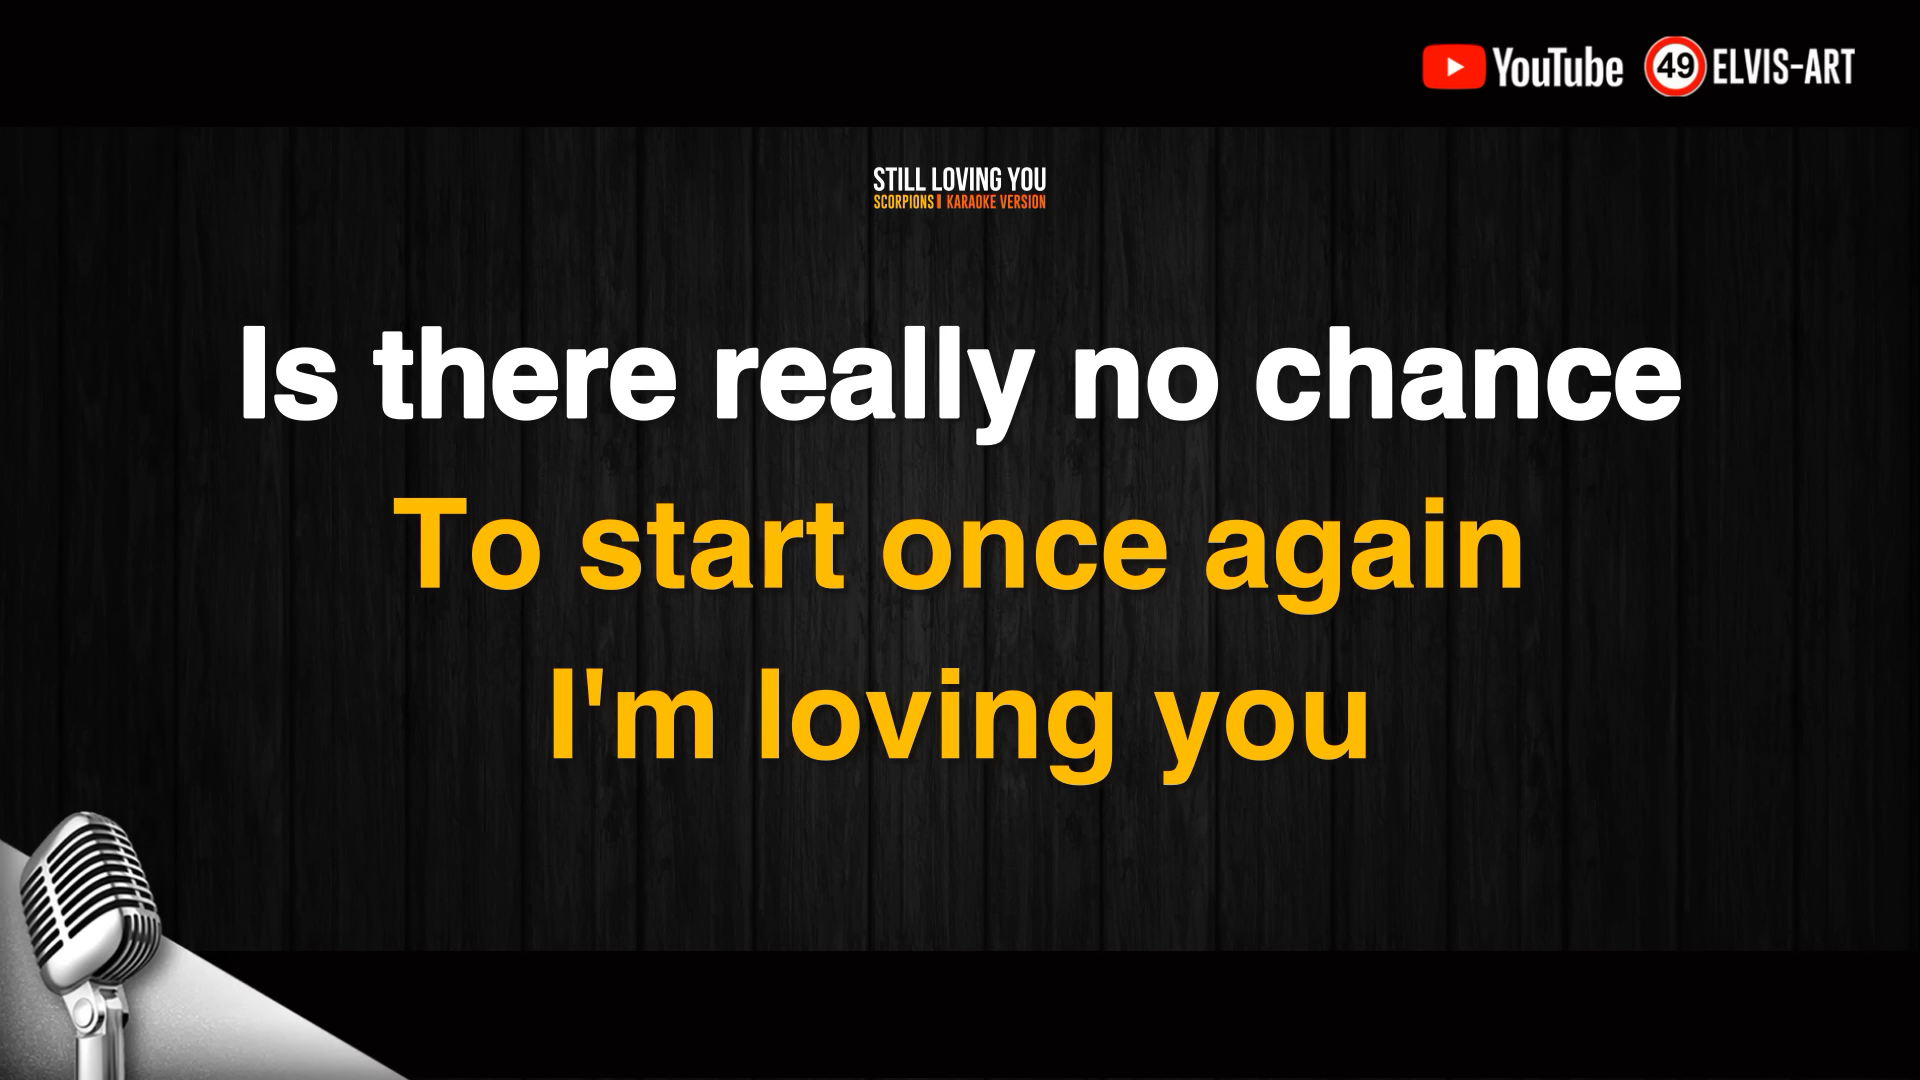 YouTube 49 ELVIS-ART
STILL LOVING YOU
SCORPIONS | KARAOKE VERSION
Is there really no chance
To start once again
I'm loving you